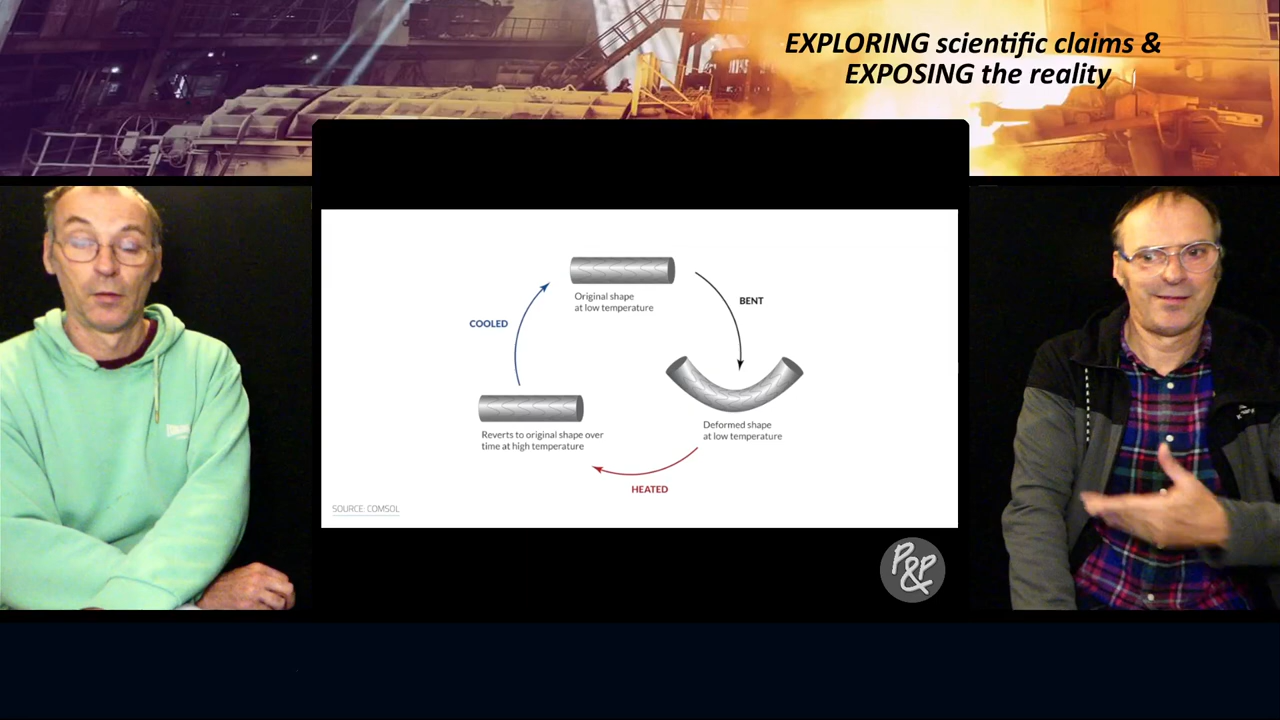 EXPLORING scientific claims &
EXPOSING the reality
Original shape
at low temperature
BENT
COOLED
Deformed shape
at low temperature
Reverts to original shape over
time at high temperature
HEATED
SOURCE: COMSOL
P&P